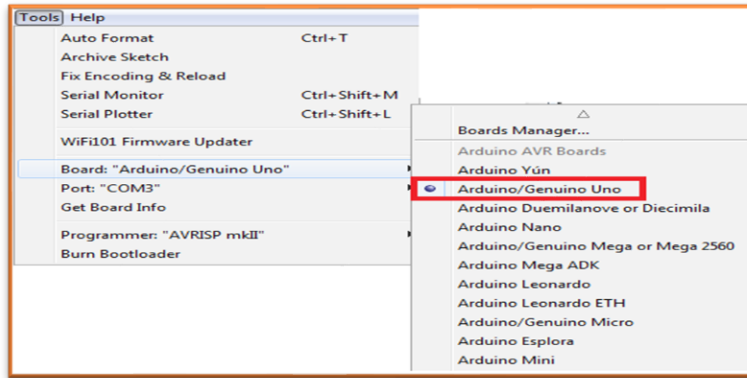 Tools Help
Auto Format Ctrl+T
Archive Sketch
Fix Encoding & Reload
Serial Monitor Ctrl+Shift+M
Serial Plotter Ctrl+Shift+L
WiFi101 Firmware Updater
Board: "Arduino/Genuino Uno"
Port: "COM3"
Get Board Info
Programmer: "AVRISP mkII"
Burn Bootloader
Boards Manager...
Arduino AVR Boards
Arduino Yún
Arduino/Genuino Uno
Arduino Duemilanove or Diecimila
Arduino Nano
Arduino/Genuino Mega or Mega 2560
Arduino Mega ADK
Arduino Leonardo
Arduino Leonardo ETH
Arduino/Genuino Micro
Arduino Esplora
Arduino Mini